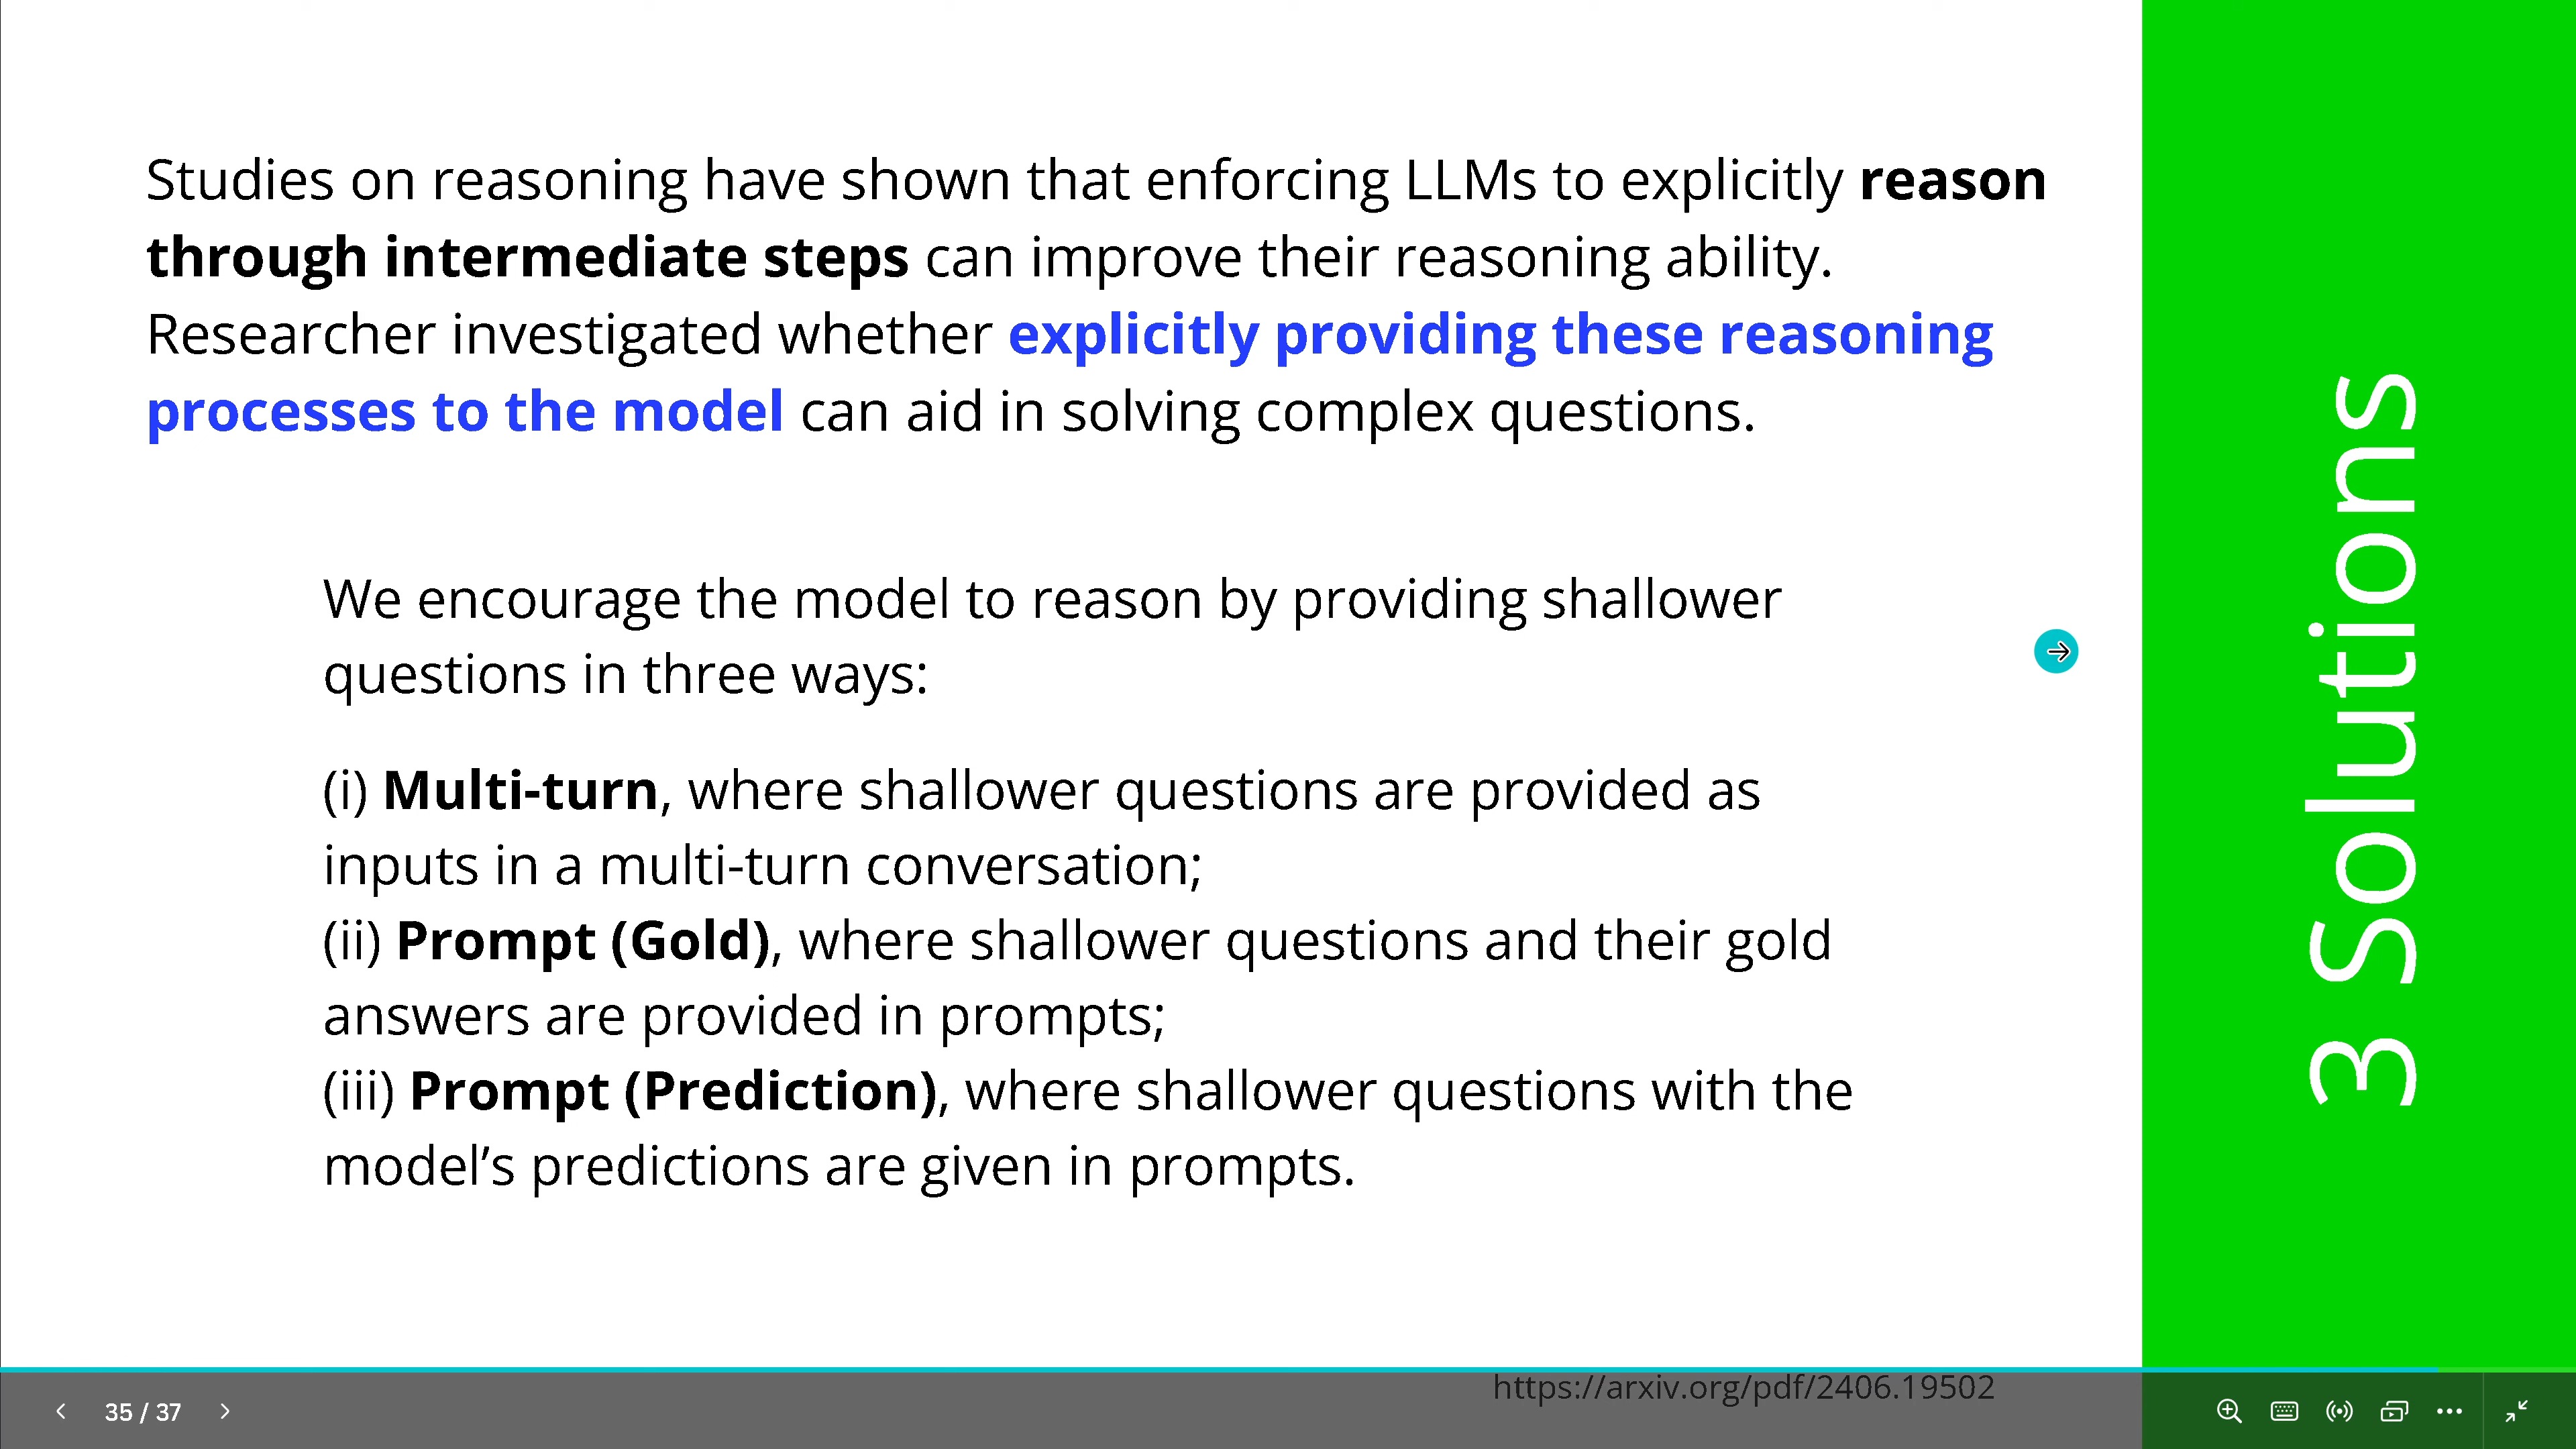 Studies on reasoning have shown that enforcing LLMs to explicitly reason
through intermediate steps can improve their reasoning ability.
Researcher investigated whether explicitly providing these reasoning
processes to the model can aid in solving complex questions.
We encourage the model to reason by providing shallower
questions in three ways:
(i) Multi-turn, where shallower questions are provided as
inputs in a multi-turn conversation;
(ii) Prompt (Gold), where shallower questions and their gold
answers are provided in prompts;
(iii) Prompt (Prediction), where shallower questions with the
model’s predictions are given in prompts.
3 Solutions
https://arxiv.org/pdf/2406.19502
35 / 37